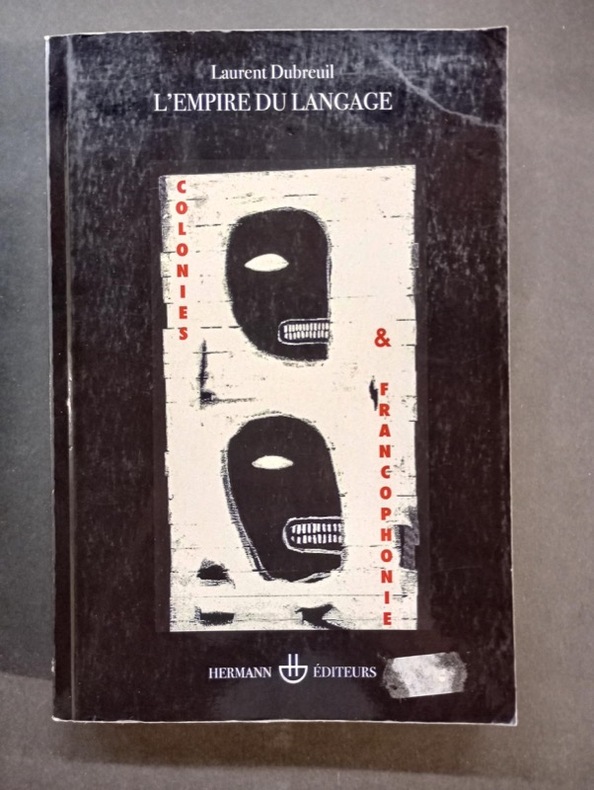 Laurent Dubreuil
L'EMPIRE DU LANGAGE
COLONIES
&
FRANCOPHONIE
HERMANN ÉDITEURS